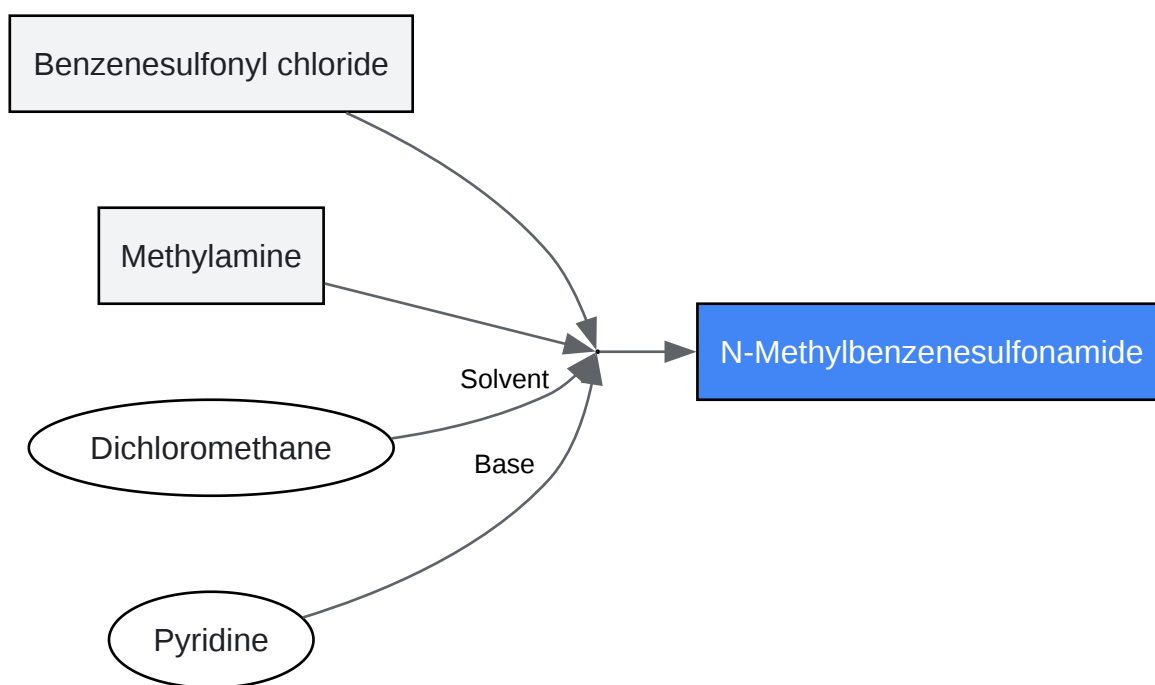 Benzenesulfonyl chloride
Methylamine
N-Methylbenzenesulfonamide
Solvent
Dichloromethane
Base
Pyridine